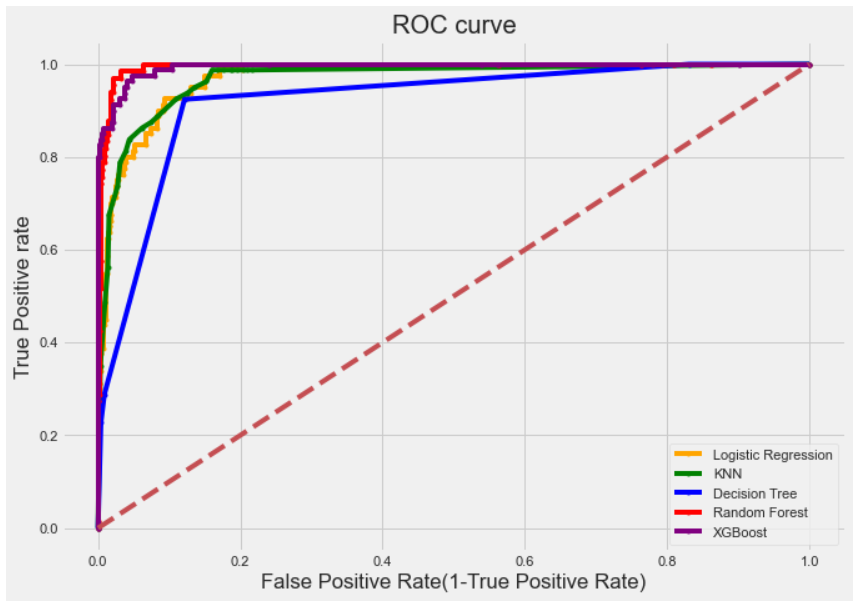 ROC curve
1.0
0.8
0.6
0.4
0.2
0.0
True Positive rate
0.0 0.2 0.4 0.6 0.8 1.0
False Positive Rate(1-True Positive Rate)
Logistic Regression
KNN
Decision Tree
Random Forest
XGBoost